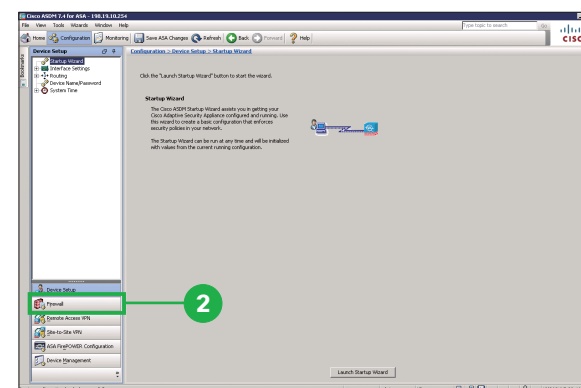 Cisco ASDM 7.4 for ASA - 198.19.10.254
File View Tools Wizards Window Help
Type topic to search
Go
Home Configuration Monitoring Save ASA Changes Refresh Back Forward Help
CISC
Bookmarks
Device Setup
Startup Wizard
Interface Settings
Routing
Device Name/Password
System Time
Configuration > Device Setup > Startup Wizard
Click the "Launch Startup Wizard" button to start the wizard.
Startup Wizard
The Cisco ASDM Startup Wizard assists you in getting your
Cisco Adaptive Security Appliance configured and running. Use
this wizard to create a basic configuration that enforces
security policies in your network.
The Startup Wizard can be run at any time and will be initialized
with values from the current running configuration.
Device Setup
Firewall
2
Remote Access VPN
Site-to-Site VPN
ASA FirePOWER Configuration
Device Management
Launch Startup Wizard